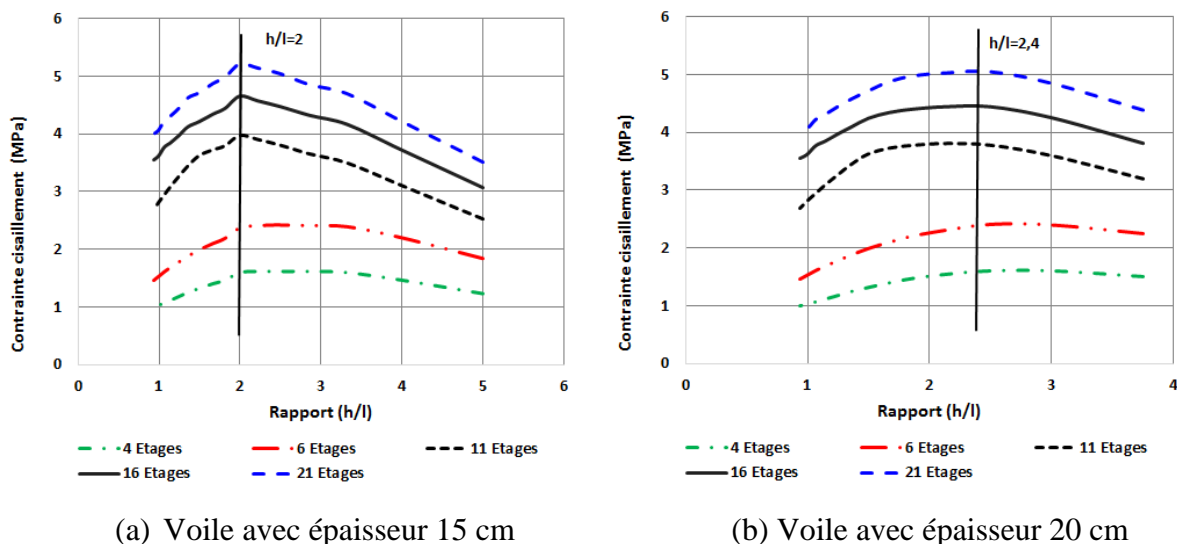 6
5
4
3
2
1
0
Contrainte cisaillement (MPa)
h/l=2
0 1 2 3 4 5 6
Rapport (h/l)
4 Etages 6 Etages 11 Etages
16 Etages 21 Etages
(a) Voile avec épaisseur 15 cm
6
5
4
3
2
1
0
Contrainte cisaillement (MPa)
h/l=2,4
0 1 2 3 4
Rapport (h/l)
4 Etages 6 Etages 11 Etages
16 Etages 21 Etages
(b) Voile avec épaisseur 20 cm